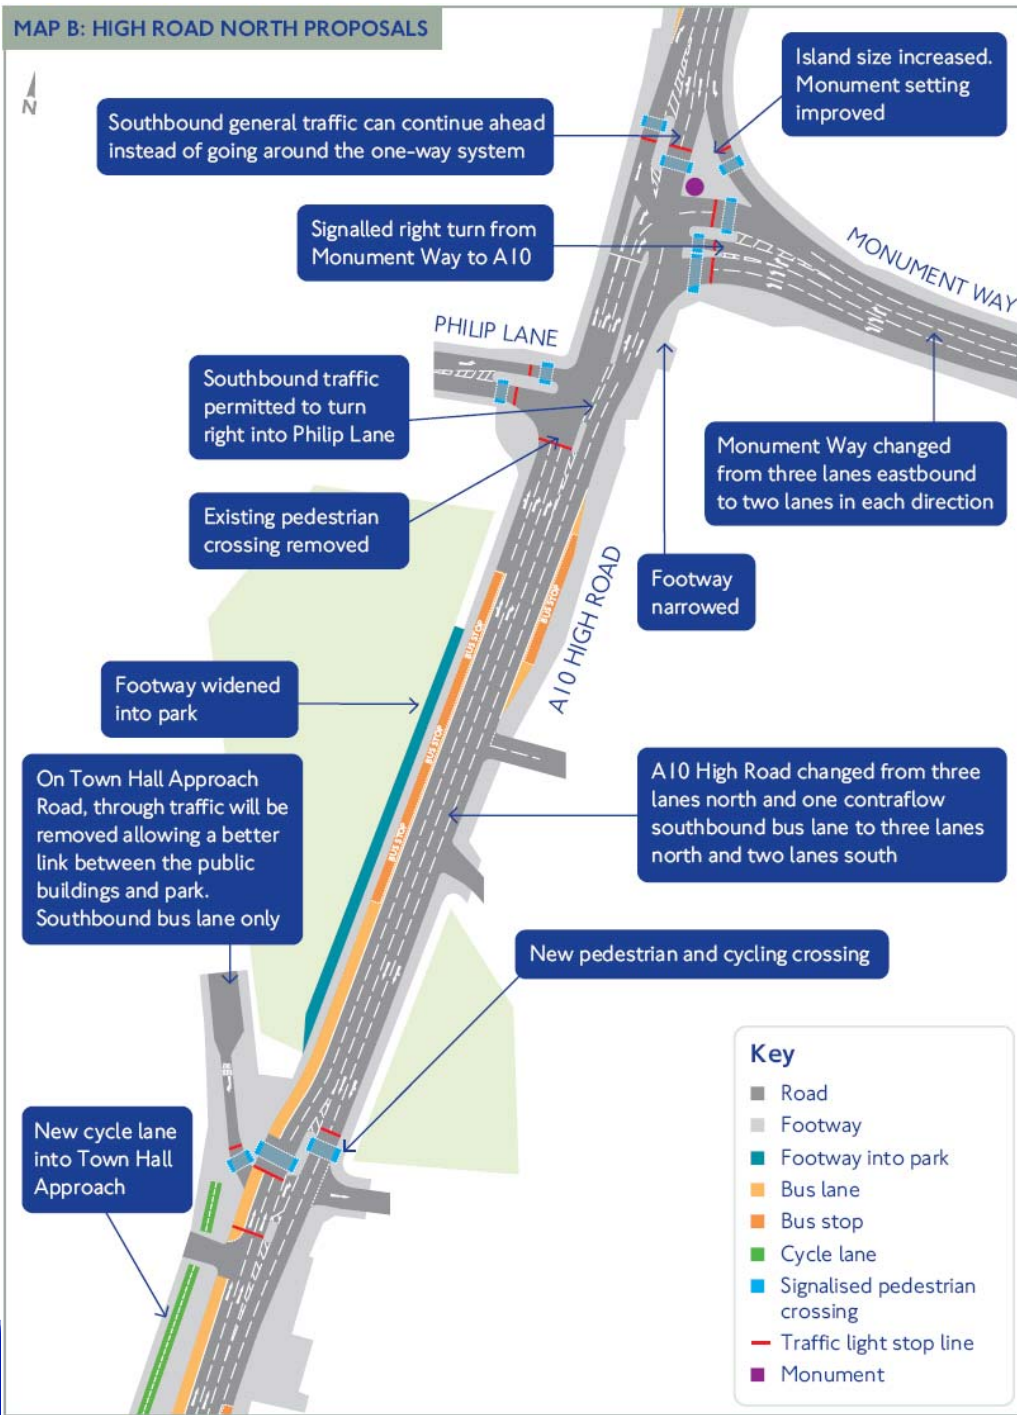 MAP B: HIGH ROAD NORTH PROPOSALS
N
Island size increased.
Monument setting
improved
Southbound general traffic can continue ahead
instead of going around the one-way system
Signalled right turn from
Monument Way to A10
MONUMENT WAY
PHILIP LANE
Southbound traffic
permitted to turn
right into Philip Lane
Monument Way changed
from three lanes eastbound
to two lanes in each direction
Existing pedestrian
crossing removed
Footway
narrowed
BUS STOP
A10 HIGH ROAD
BUS STOP
BUS STOP
BUS STOP
Footway widened
into park
On Town Hall Approach
Road, through traffic will be
removed allowing a better
link between the public
buildings and park.
Southbound bus lane only
A10 High Road changed from three
lanes north and one contraflow
southbound bus lane to three lanes
north and two lanes south
New pedestrian and cycling crossing
New cycle lane
into Town Hall
Approach
Key
Road
Footway
Footway into park
Bus lane
Bus stop
Cycle lane
Signalised pedestrian
crossing
Traffic light stop line
Monument